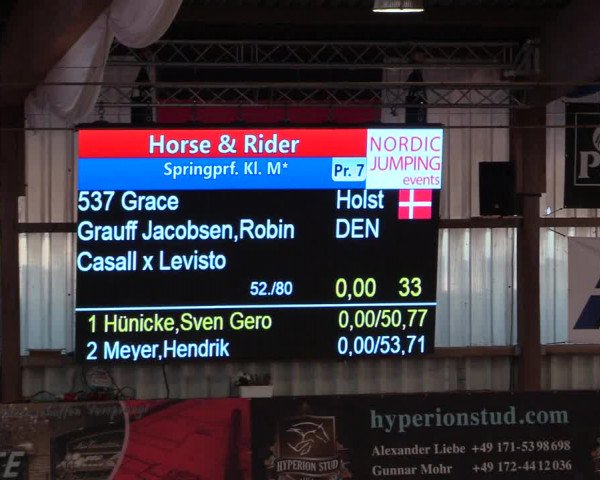 Horse & Rider
Springprf. Kl. M*
Pr. 7
NORDIC
JUMPING
events
537 Grace
Holst
Grauff Jacobsen,Robin
DEN
Casall x Levisto
52./80
0,00
33
1 Hünicke,Sven Gero
0,00/50,77
2 Meyer,Hendrik
0,00/53,71
hyperionstud.com
Alexander Liebe +49 171-5398698
Gunnar Mohr +49 172-4412036
HYPERION STUD